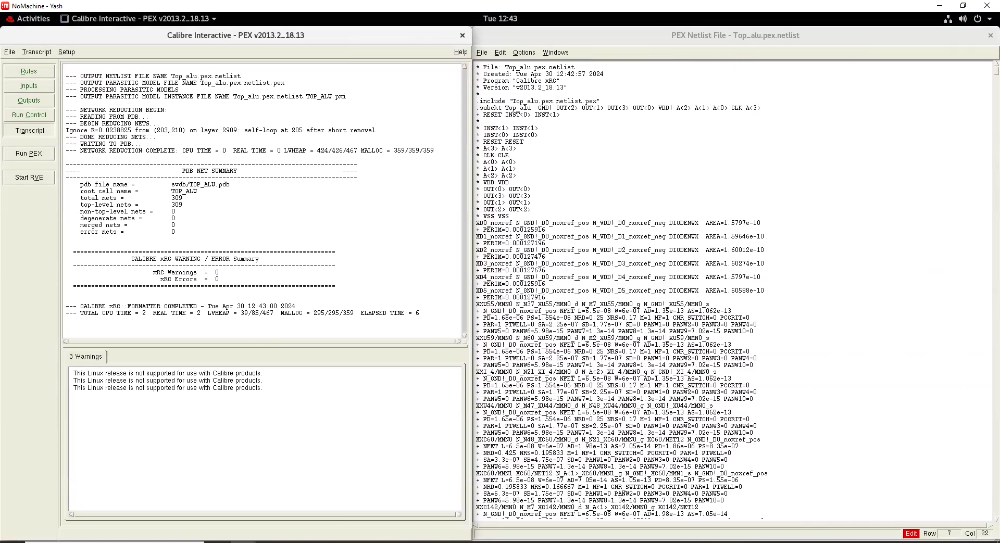 NoMachine - Yash
Activities
Calibre Interactive - PEX v2013.2_18.13
Tue 12:43
Calibre Interactive - PEX v2013.2_18.13
File Transcript Setup Help
Rules
Inputs
Outputs
Run Control
Transcript
Run PEX
Start RVE
--- OUTPUT NETLIST FILE NAME Top_alu.pex.netlist
--- OUTPUT PARASITIC MODEL FILE NAME Top_alu.pex.netlist.pex
--- PROCESSING PARASITIC MODELS
--- OUTPUT PARASITIC MODEL INSTANCE FILE NAME Top_alu.pex.netlist.TOP_ALU.pxi
--- NETWORK REDUCTION BEGIN:
--- READING FROM PDB...
--- BEGIN REDUCING NETS...
Ignore R=0.0238825 from (203,210) on layer 2909: self-loop at 205 after short removal
--- DONE REDUCING NETS...
--- WRITING TO PDB...
--- NETWORK REDUCTION COMPLETE: CPU TIME = 0 REAL TIME = 0 LVHEAP = 424/426/467 MALLOC = 359/359/359
--------------------------------------------------------------------------------
---- PDB NET SUMMARY ----
--------------------------------------------------------------------------------
pdb file name = svdb/TOP_ALU.pdb
root cell name = TOP_ALU
total nets = 309
top-level nets = 309
non-top-level nets = 0
degenerate nets = 0
merged nets = 0
error nets = 0
========================================================================
CALIBRE xRC WARNING / ERROR Summary
------------------------------------------------------------------------
xRC Warnings = 0
xRC Errors = 0
========================================================================
--- CALIBRE xRC::FORMATTER COMPLETED - Tue Apr 30 12:43:00 2024
--- TOTAL CPU TIME = 2 REAL TIME = 2 LVHEAP = 39/85/467 MALLOC = 295/295/359 ELAPSED TIME = 6
3 Warnings
This Linux release is not supported for use with Calibre products.
This Linux release is not supported for use with Calibre products.
This Linux release is not supported for use with Calibre products.
PEX Netlist File - Top_alu.pex.netlist
File Edit Options Windows
* File: Top_alu.pex.netlist
* Created: Tue Apr 30 12:42:57 2024
* Program "Calibre xRC"
* Version "v2013.2_18.13"
*
.include "Top_alu.pex.netlist.pex"
.subckt Top_alu GND! OUT<2> OUT<1> OUT<3> OUT<0> VDD! A<2> A<1> A<0> CLK A<3>
+ RESET INST<0> INST<1>
*
* INST<1> INST<1>
* INST<0> INST<0>
* RESET RESET
* A<3> A<3>
* CLK CLK
* A<0> A<0>
* A<1> A<1>
* A<2> A<2>
* VDD VDD
* OUT<0> OUT<0>
* OUT<3> OUT<3>
* OUT<1> OUT<1>
* OUT<2> OUT<2>
* VSS VSS
XD0_noxref N_GND!_D0_noxref_pos N_VDD!_D0_noxref_neg DIODENWX AREA=1.5797e-10
+ PERIM=0.000125916
XD1_noxref N_GND!_D0_noxref_pos N_VDD!_D1_noxref_neg DIODENWX AREA=1.59646e-10
+ PERIM=0.000127196
XD2_noxref N_GND!_D0_noxref_pos N_VDD!_D2_noxref_neg DIODENWX AREA=1.60012e-10
+ PERIM=0.000127476
XD3_noxref N_GND!_D0_noxref_pos N_VDD!_D3_noxref_neg DIODENWX AREA=1.60274e-10
+ PERIM=0.000127676
XD4_noxref N_GND!_D0_noxref_pos N_VDD!_D4_noxref_neg DIODENWX AREA=1.5797e-10
+ PERIM=0.000125916
XD5_noxref N_GND!_D0_noxref_pos N_VDD!_D5_noxref_neg DIODENWX AREA=1.60588e-10
+ PERIM=0.000127916
XXU55/MMN0 N_N37_XU55/MMN0_d N_M7_XU55/MMN0_g N_GND!_XU55/MMN0_s
+ N_GND!_D0_noxref_pos NFET L=6.5e-08 W=6e-07 AD=1.35e-13 AS=1.062e-13
+ PD=1.65e-06 PS=1.554e-06 NRD=0.25 NRS=0.17 M=1 NF=1 CNR_SWITCH=0 PCCRIT=0
+ PAR=1 PTWELL=0 SA=2.25e-07 SB=1.77e-07 SD=0 PANW1=0 PANW2=0 PANW3=0 PANW4=0
+ PANW5=0 PANW6=5.98e-15 PANW7=1.3e-14 PANW8=1.3e-14 PANW9=7.02e-15 PANW10=0
XXU59/MMN0 N_N60_XU59/MMN0_d N_M2_XU59/MMN0_g N_GND!_XU59/MMN0_s
+ N_GND!_D0_noxref_pos NFET L=6.5e-08 W=6e-07 AD=1.35e-13 AS=1.062e-13
+ PD=1.65e-06 PS=1.554e-06 NRD=0.25 NRS=0.17 M=1 NF=1 CNR_SWITCH=0 PCCRIT=0
+ PAR=1 PTWELL=0 SA=2.25e-07 SB=1.77e-07 SD=0 PANW1=0 PANW2=0 PANW3=0 PANW4=0
+ PANW5=0 PANW6=5.98e-15 PANW7=1.3e-14 PANW8=1.3e-14 PANW9=7.02e-15 PANW10=0
XXI_4/MMN0 N_N21_XI_4/MMN0_d N_A<2>_XI_4/MMN0_g N_GND!_XI_4/MMN0_s
+ N_GND!_D0_noxref_pos NFET L=6.5e-08 W=6e-07 AD=1.35e-13 AS=1.062e-13
+ PD=1.65e-06 PS=1.554e-06 NRD=0.25 NRS=0.17 M=1 NF=1 CNR_SWITCH=0 PCCRIT=0
+ PAR=1 PTWELL=0 SA=1.77e-07 SB=2.25e-07 SD=0 PANW1=0 PANW2=0 PANW3=0 PANW4=0
+ PANW5=0 PANW6=5.98e-15 PANW7=1.3e-14 PANW8=1.3e-14 PANW9=7.02e-15 PANW10=0
XXU44/MMN0 N_M47_XU44/MMN0_d N_N48_XU44/MMN0_g N_GND!_XU44/MMN0_s
+ N_GND!_D0_noxref_pos NFET L=6.5e-08 W=6e-07 AD=1.35e-13 AS=1.062e-13
+ PD=1.65e-06 PS=1.554e-06 NRD=0.25 NRS=0.17 M=1 NF=1 CNR_SWITCH=0 PCCRIT=0
+ PAR=1 PTWELL=0 SA=1.77e-07 SB=2.25e-07 SD=0 PANW1=0 PANW2=0 PANW3=0 PANW4=0
+ PANW5=0 PANW6=5.98e-15 PANW7=1.3e-14 PANW8=1.3e-14 PANW9=7.02e-15 PANW10=0
XXC60/MMN0 N_N48_XC60/MMN0_d N_N21_XC60/MMN0_g XC60/NET12 N_GND!_D0_noxref_pos
+ NFET L=6.5e-08 W=6e-07 AD=1.98e-13 AS=7.05e-14 PD=1.86e-06 PS=8.35e-07
+ NRD=0.425 NRS=0.195833 M=1 NF=1 CNR_SWITCH=0 PCCRIT=0 PAR=1 PTWELL=0
+ SA=3.3e-07 SB=4.75e-07 SD=0 PANW1=0 PANW2=0 PANW3=0 PANW4=0 PANW5=0
+ PANW6=5.98e-15 PANW7=1.3e-14 PANW8=1.3e-14 PANW9=7.02e-15 PANW10=0
XXC60/MMN1 XC60/NET12 N_A<1>_XC60/MMN1_g N_GND!_XC60/MMN1_s N_GND!_D0_noxref_pos
+ NFET L=6.5e-08 W=6e-07 AD=7.05e-14 AS=1.05e-13 PD=8.35e-07 PS=1.55e-06
+ NRD=0.195833 NRS=0.166667 M=1 NF=1 CNR_SWITCH=0 PCCRIT=0 PAR=1 PTWELL=0
+ SA=6.3e-07 SB=1.75e-07 SD=0 PANW1=0 PANW2=0 PANW3=0 PANW4=0 PANW5=0
+ PANW6=5.98e-15 PANW7=1.3e-14 PANW8=1.3e-14 PANW9=7.02e-15 PANW10=0
XXC142/MMN0 N_M7_XC142/MMN0_d N_A<1>_XC142/MMN0_g XC142/NET12
+ N_GND!_D0_noxref_pos NFET L=6.5e-08 W=6e-07 AD=1.98e-13 AS=7.05e-14
Edit Row 7 Col 22